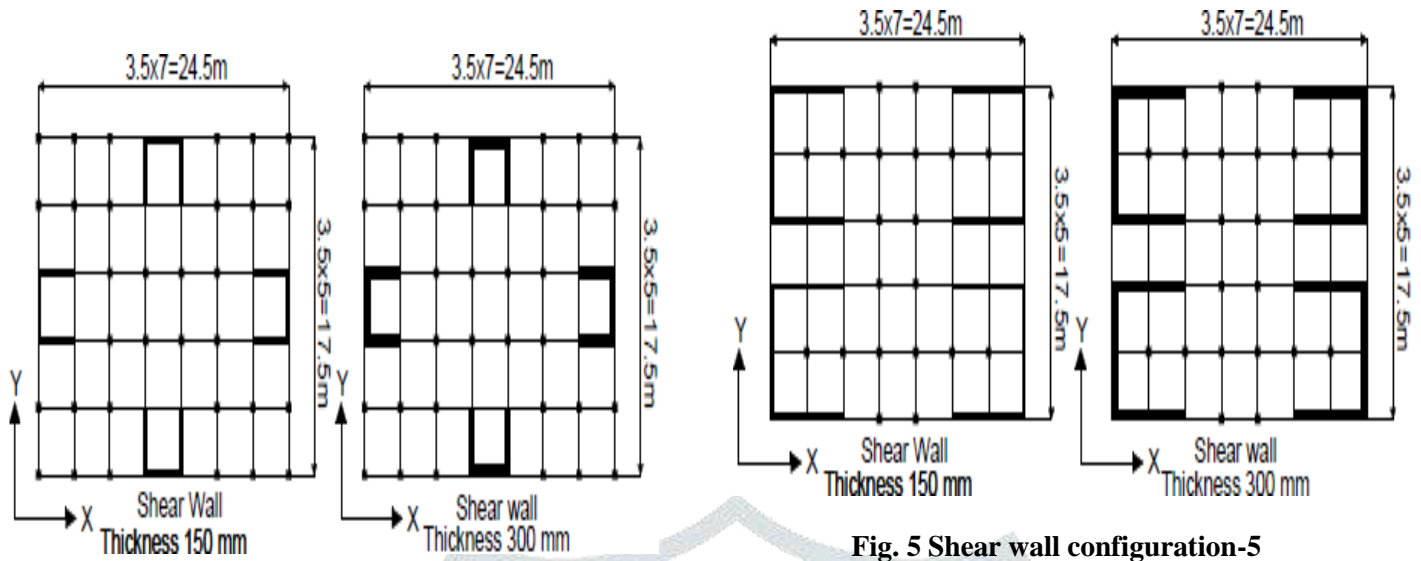 3.5x7=24.5m
3.5x5=17.5m
Y
X
Shear Wall
Thickness 150 mm
3.5x7=24.5m
3.5x5=17.5m
Y
X
Shear wall
Thickness 300 mm
3.5x7=24.5m
3.5x5=17.5m
Y
X
Shear Wall
Thickness 150 mm
3.5x7=24.5m
3.5x5=17.5m
Y
X
Shear wall
Thickness 300 mm
Fig. 5 Shear wall configuration-5